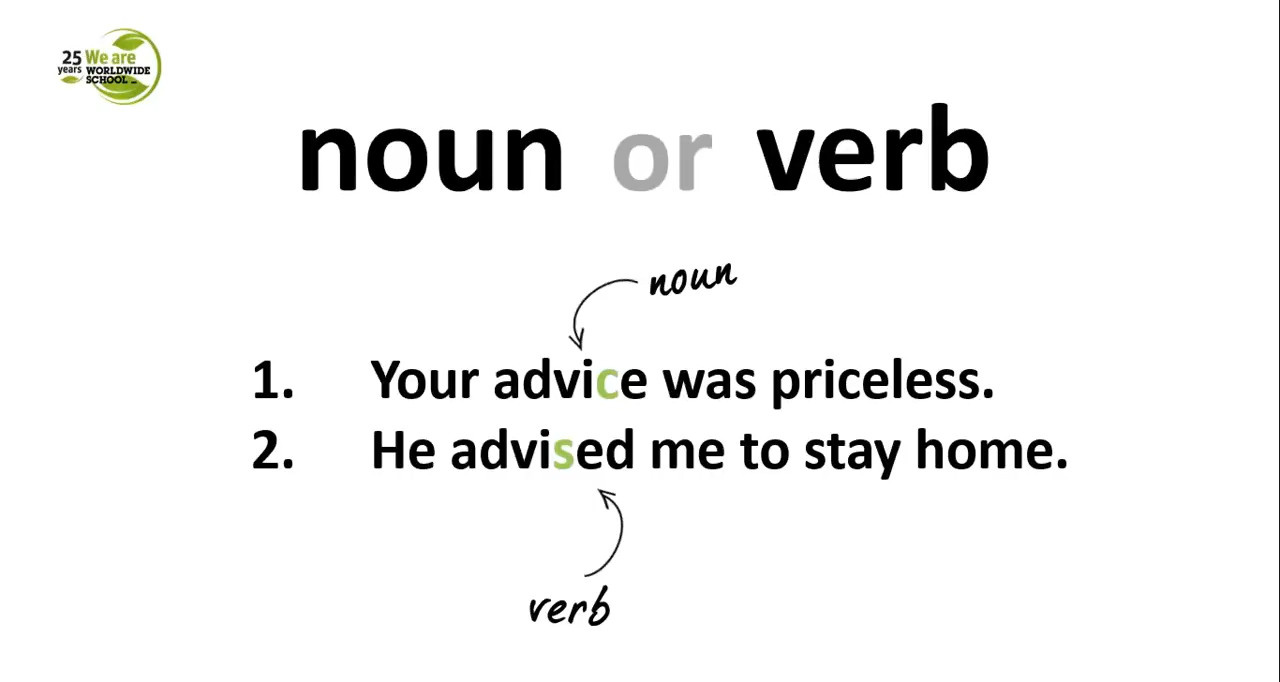 25 We are
years WORLDWIDE
SCHOOL
noun or verb
noun
1. Your advice was priceless.
2. He advised me to stay home.
verb